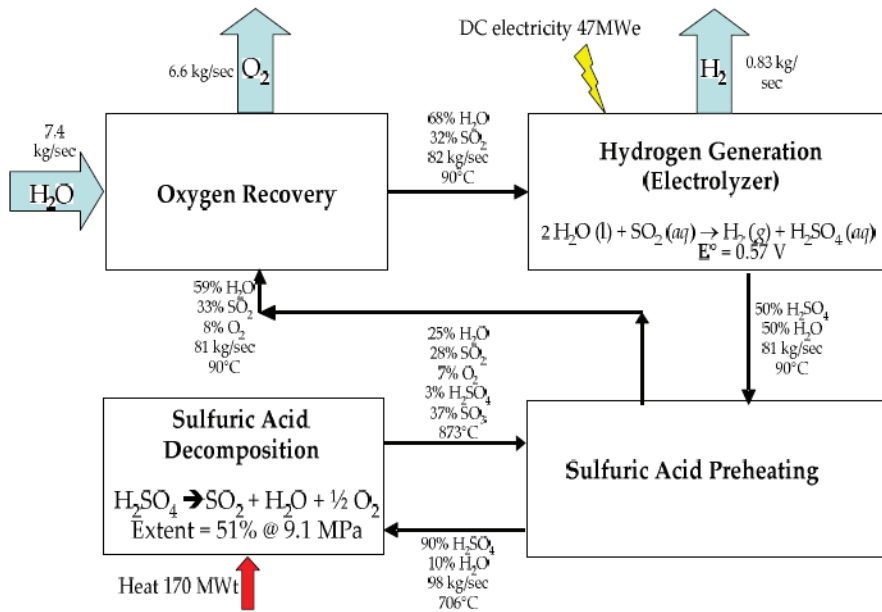 6.6 kg/sec
O₂
DC electricity 47MWe
H₂
0.83 kg/
sec
7.4
kg/sec
H₂O
Oxygen Recovery
68% H₂O
32% SO₂
82 kg/sec
90°C
Hydrogen Generation
(Electrolyzer)
2 H₂O (l) + SO₂ (aq) → H₂ (g) + H₂SO₄ (aq)
E° = 0.57 V
59% H₂O
33% SO₂
8% O₂
81 kg/sec
90°C
50% H₂SO₄
50% H₂O
81 kg/sec
90°C
25% H₂O
28% SO₂
7% O₂
3% H₂SO₄
37% SO₃
873°C
Sulfuric Acid
Decomposition
H₂SO₄ ➔ SO₂ + H₂O + ½ O₂
Extent = 51% @ 9.1 MPa
Sulfuric Acid Preheating
90% H₂SO₄
10% H₂O
98 kg/sec
706°C
Heat 170 MWt